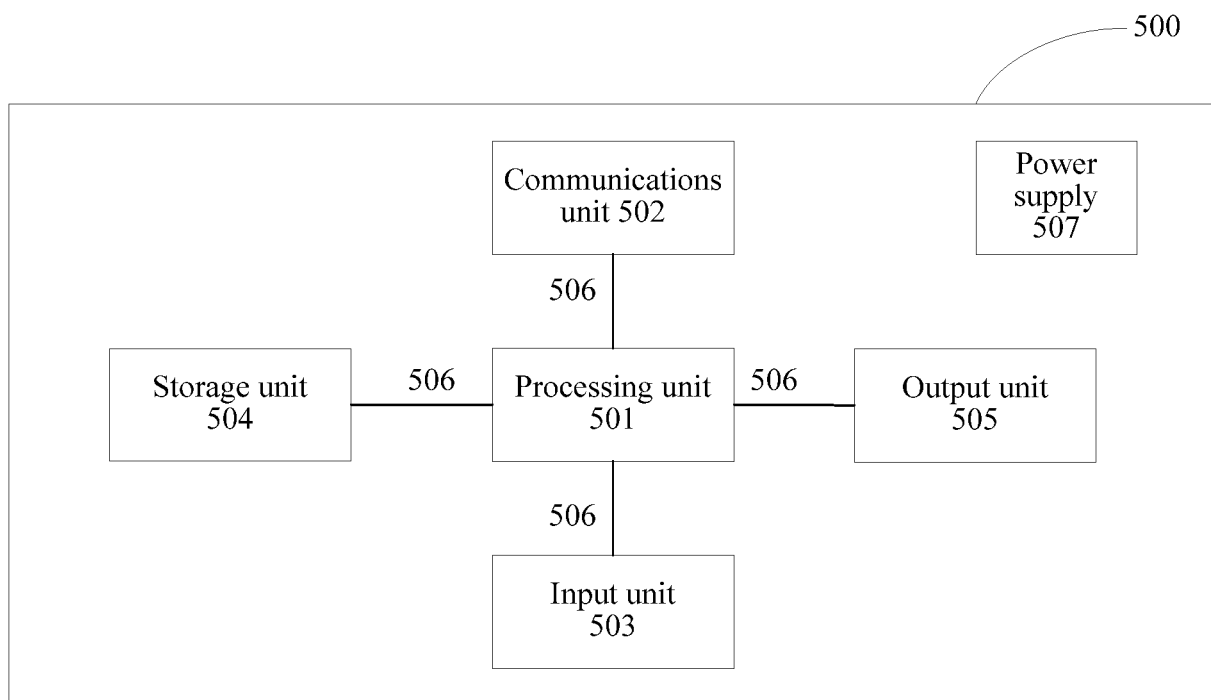 500
Communications
unit 502
Power
supply
507
506
Storage unit
504
506
Processing unit
501
506
Output unit
505
506
Input unit
503